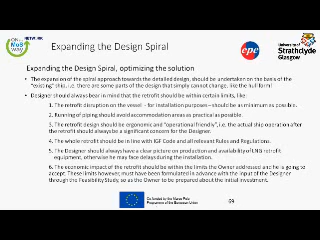 ON THE
MoS
WAY
NETWORK
Expanding the Design Spiral
epe
University of
Strathclyde
Glasgow
Expanding the Design Spiral, optimizing the solution
• The expansion of the spiral approach towards the detailed design, should be undertaken on the basis of the
"existing" ship, i.e. there are some parts of the design that simply cannot change, like the hull form!
• Designer should always bear in mind that the retrofit should be within certain limits, like:
1. The retrofit disruption on the vessel - for installation purposes – should be as minimum as possible.
2. Running of piping should avoid accommodation areas as practical as possible.
3. The retrofit design should be ergonomic and "operational friendly", i.e. the actual ship operation after
the retrofit should always be a significant concern for the Designer.
4. The whole retrofit should be in line with IGF Code and all relevant Rules and Regulations.
5. The Designer should always have a clear picture on production and availability of LNG retrofit
equipment, otherwise he may face delays during the installation.
6. The economic impact of the retrofit should be within the limits the Owner addressed and he is going to
accept. These limits however, must have been formulated in advance with the input of the Designer
through the Feasibility Study, so as the Owner to be prepared about the initial investment.
Co-funded by the Marco Polo
Programme of the European Union
69